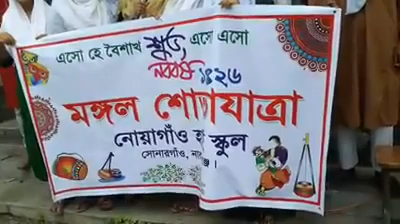 এসো হে বৈশাখ শুভ এসো এসো
নববর্ষ ১৪২৬
মঙ্গল শোভাযাত্রা
নোয়াগাঁও স্কুল
সোনারগাঁও,